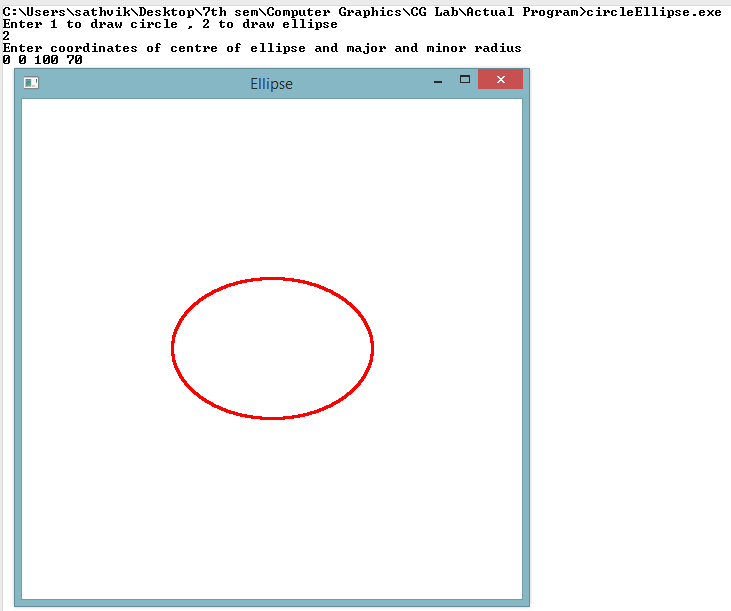 C:\Users\sathvik\Desktop\7th sem\Computer Graphics\CG Lab\Actual Program>circleEllipse.exe
Enter 1 to draw circle , 2 to draw ellipse
2
Enter coordinates of centre of ellipse and major and minor radius
0 0 100 70
Ellipse